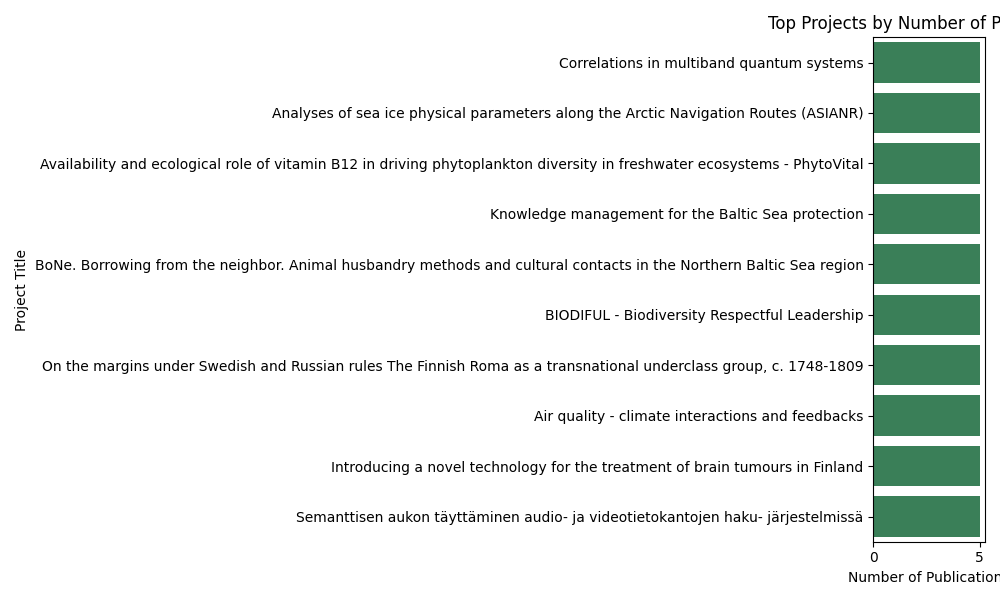 Top Projects by Number of P
Correlations in multiband quantum systems
Analyses of sea ice physical parameters along the Arctic Navigation Routes (ASIANR)
Availability and ecological role of vitamin B12 in driving phytoplankton diversity in freshwater ecosystems - PhytoVital
Knowledge management for the Baltic Sea protection
BoNe. Borrowing from the neighbor. Animal husbandry methods and cultural contacts in the Northern Baltic Sea region
BIODIFUL - Biodiversity Respectful Leadership
On the margins under Swedish and Russian rules The Finnish Roma as a transnational underclass group, c. 1748-1809
Air quality - climate interactions and feedbacks
Introducing a novel technology for the treatment of brain tumours in Finland
Semanttisen aukon täyttäminen audio- ja videotietokantojen haku- järjestelmissä
Project Title
0 5
Number of Publication